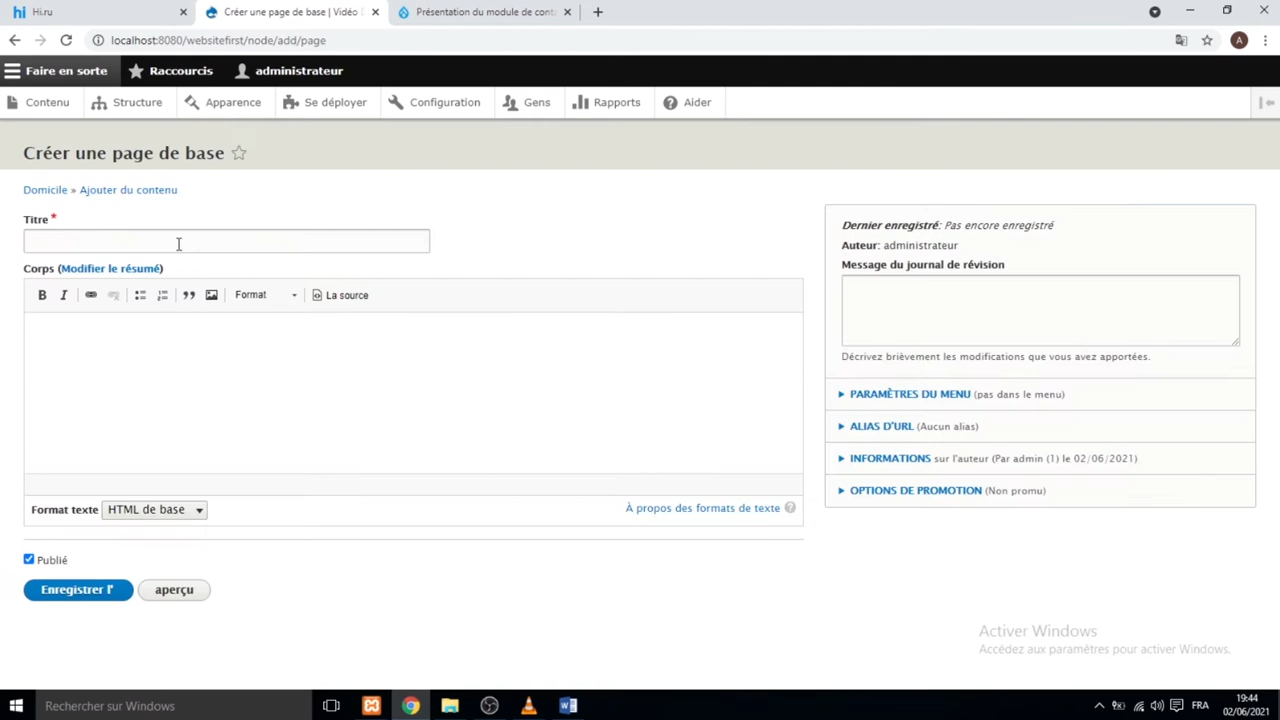 Hi.ru
Créer une page de base | Vidéo
Présentation du module de conta
localhost:8080/websitefirst/node/add/page
A
Faire en sorte Raccourcis administrateur
Contenu Structure Apparence Se déployer Configuration Gens Rapports Aider
Créer une page de base
Domicile » Ajouter du contenu
Titre *
Corps (Modifier le résumé)
B I Format La source
Format texte HTML de base
À propos des formats de texte ?
Publié
Enregistrer l' aperçu
Dernier enregistré: Pas encore enregistré
Auteur: administrateur
Message du journal de révision
Décrivez brièvement les modifications que vous avez apportées.
PARAMÈTRES DU MENU (pas dans le menu)
ALIAS D'URL (Aucun alias)
INFORMATIONS sur l'auteur (Par admin (1) le 02/06/2021)
OPTIONS DE PROMOTION (Non promu)
Activer Windows
Accédez aux paramètres pour activer Windows.
Rechercher sur Windows
FRA
19:44
02/06/2021